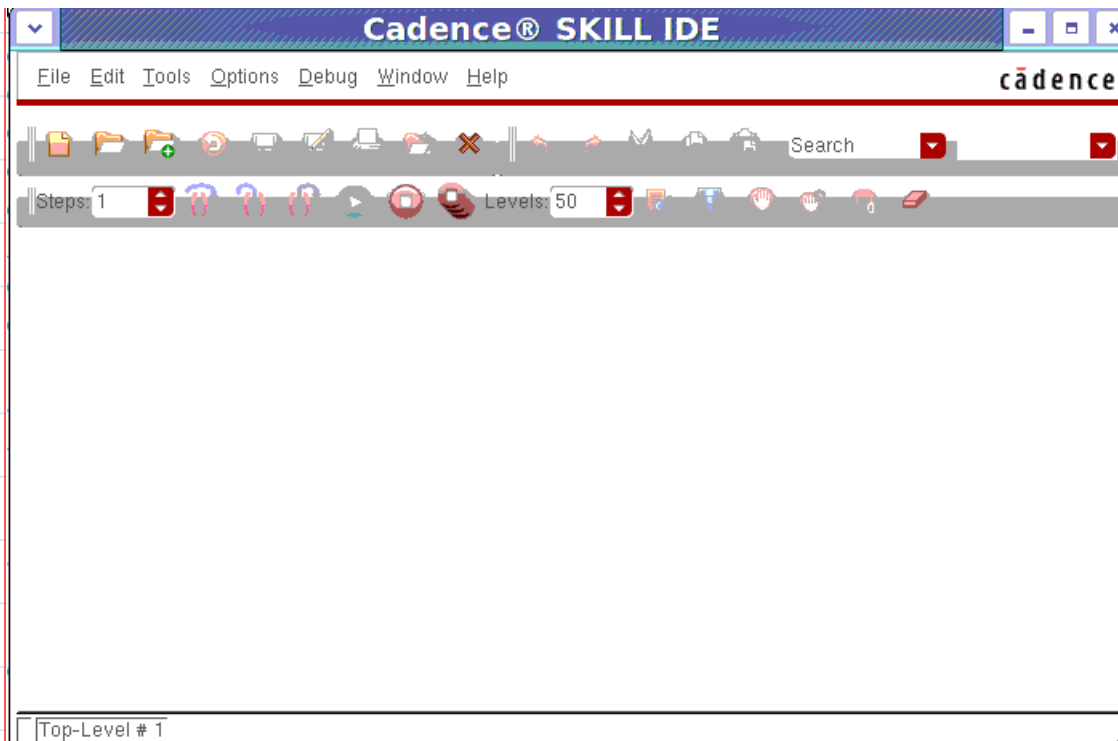 Cadence® SKILL IDE
File Edit Tools Options Debug Window Help
cādence
Search
Steps: 1 Levels: 50
Top-Level # 1